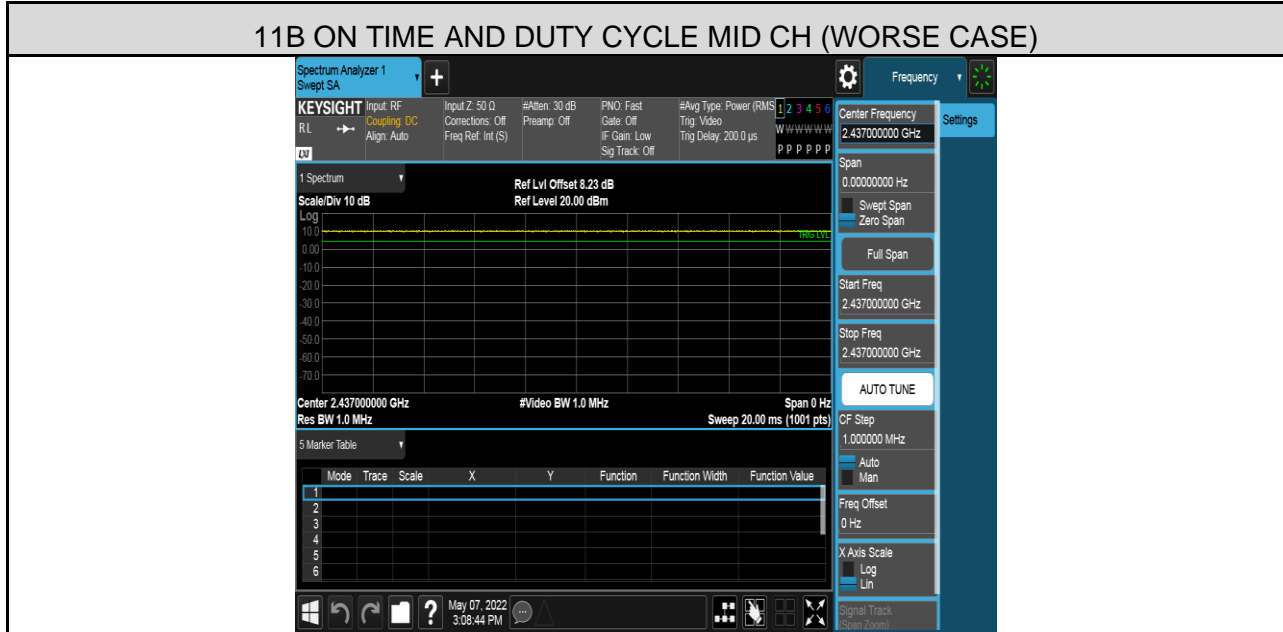 11B ON TIME AND DUTY CYCLE MID CH (WORSE CASE)
Spectrum Analyzer 1
Swept SA
+
Frequency
KEYSIGHT
RL
LXI
Input: RF
Coupling: DC
Align: Auto
Input Z: 50 Ω
Corrections: Off
Freq Ref: Int (S)
#Atten: 30 dB
Preamp: Off
PNO: Fast
Gate: Off
IF Gain: Low
Sig Track: Off
#Avg Type: Power (RMS
Trig: Video
Trig Delay: 200.0 µs
1 2 3 4 5 6
W W W W W W
P P P P P P
Center Frequency
2.437000000 GHz
Settings
Span
0.00000000 Hz
Swept Span
Zero Span
Full Span
Start Freq
2.437000000 GHz
Stop Freq
2.437000000 GHz
AUTO TUNE
CF Step
1.000000 MHz
Auto
Man
Freq Offset
0 Hz
X Axis Scale
Log
Lin
Signal Track
(Span Zoom)
1 Spectrum
Scale/Div 10 dB
Ref Lvl Offset 8.23 dB
Ref Level 20.00 dBm
Log
10.0
TRIG LVL
0.00
-10.0
-20.0
-30.0
-40.0
-50.0
-60.0
-70.0
Center 2.437000000 GHz
#Video BW 1.0 MHz
Span 0 Hz
Res BW 1.0 MHz
Sweep 20.00 ms (1001 pts)
5 Marker Table
Mode Trace Scale X Y Function Function Width Function Value
1
2
3
4
5
6
?
May 07, 2022
3:08:44 PM